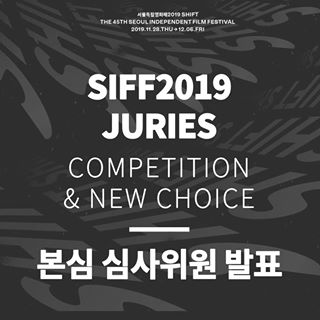 서울독립영화제2019 SHIFT
THE 45TH SEOUL INDEPENDENT FILM FESTIVAL
2019.11.28.THU→12.06.FRI
SIFF2019
JURIES
COMPETITION
& NEW CHOICE
본심 심사위원 발표